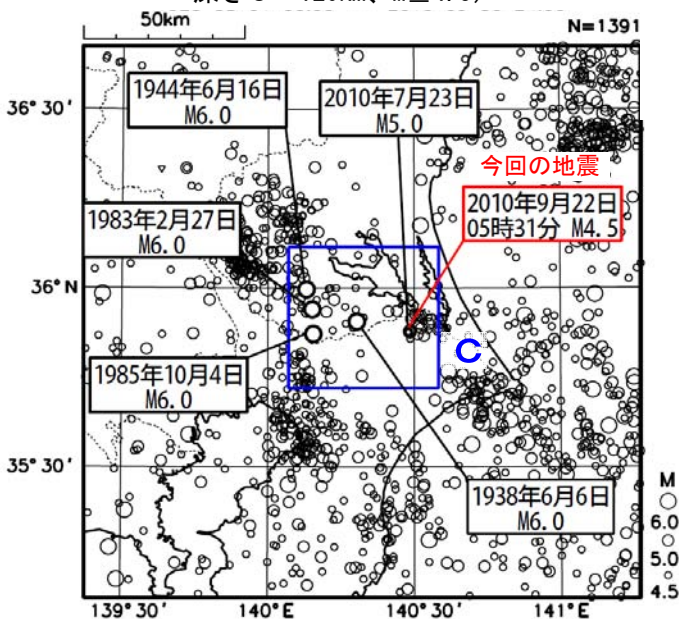 50km
N=1391
36°30′
1944年6月16日
M6.0
2010年7月23日
M5.0
今回の地震
2010年9月22日
05時31分 M4.5
1983年2月27日
M6.0
36°N
C
1985年10月4日
M6.0
35°30′
1938年6月6日
M6.0
M
6.0
5.0
4.5
139°30′
140°E
140°30′
141°E